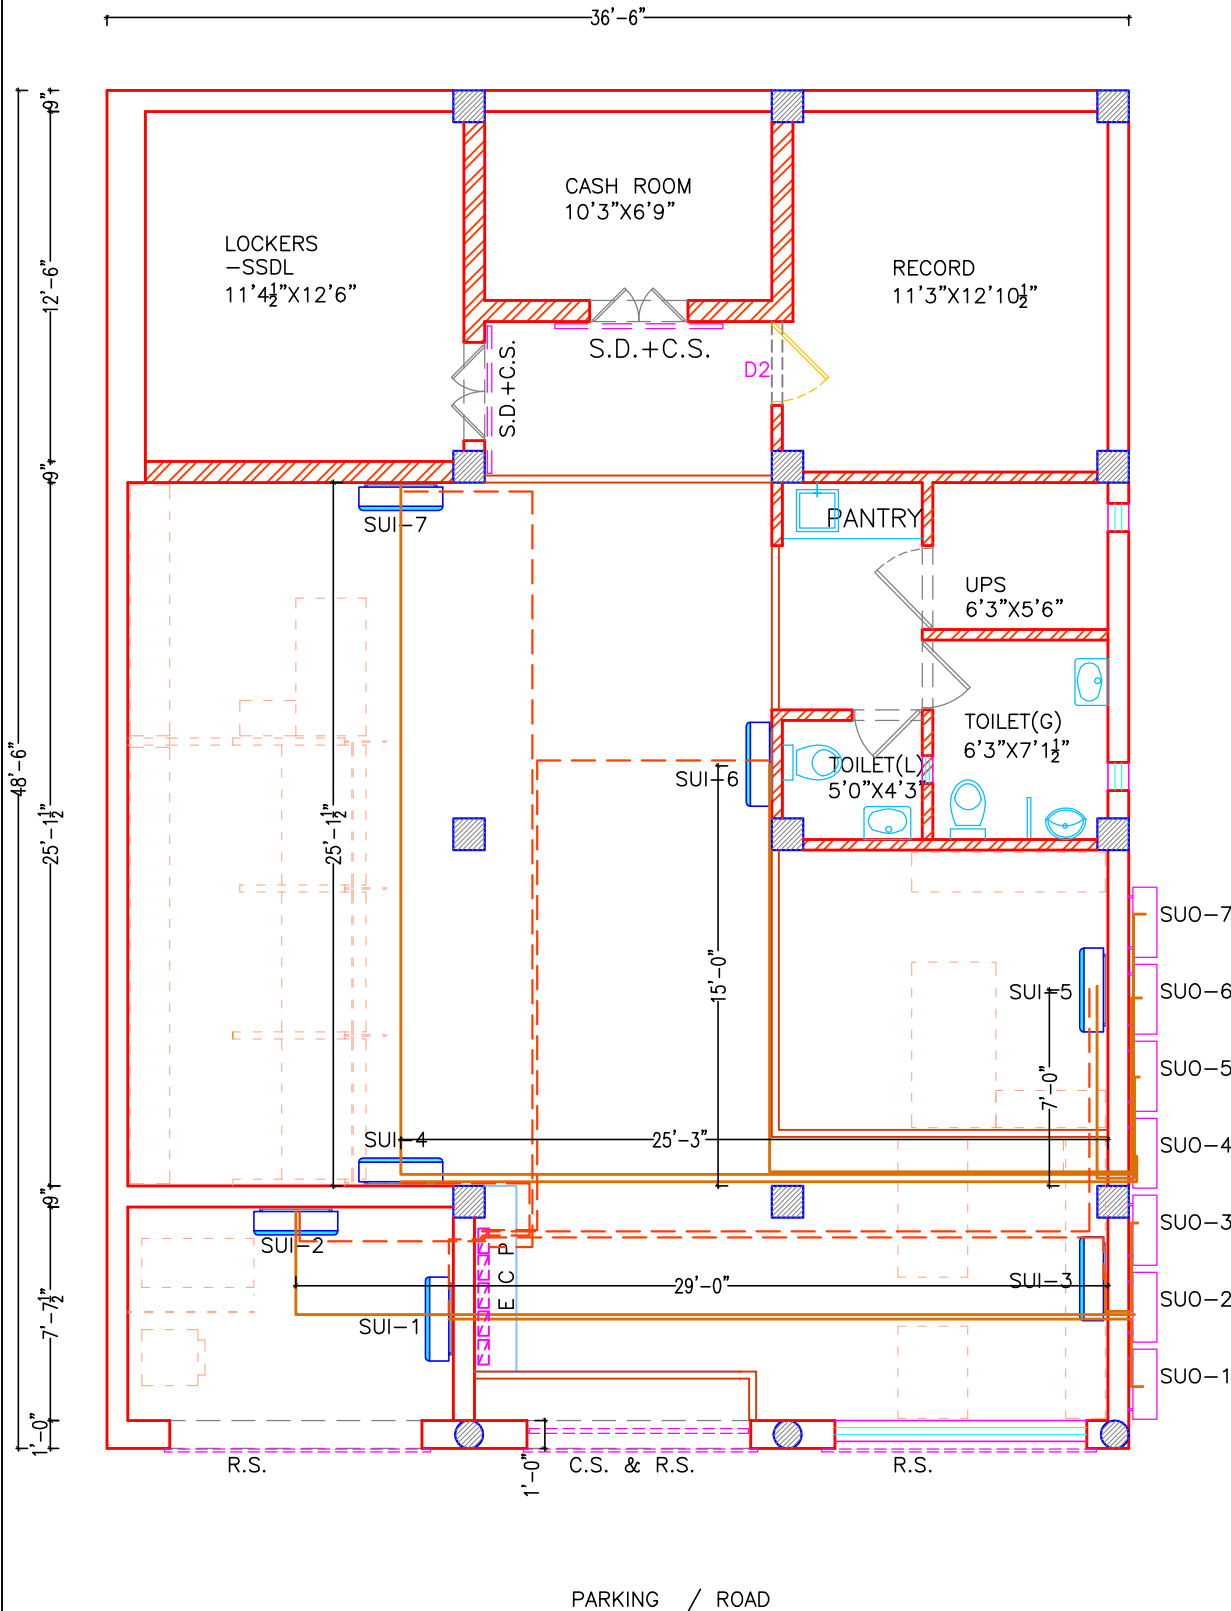 36'-6"
9"
CASH ROOM
10'3"X6'9"
LOCKERS
-SSDL
11'4½"X12'6"
RECORD
11'3"X12'10½"
12'-6"
S.D.+C.S.
S.D.+C.S.
D2
9"
SUI-7
PANTRY
UPS
6'3"X5'6"
TOILET(G)
6'3"X7'1½"
48'-6"
SUI-6
TOILET(L)
5'0"X4'3"
25'-1½"
25'-1½"
SUO-7
15'-0"
SUI-5
SUO-6
SUO-5
7'-0"
SUI-4
25'-3"
SUO-4
9"
SUO-3
SUI-2
E C P
29'-0"
SUI-3
SUO-2
7'-7½"
SUI-1
SUO-1
1'-0"
R.S.
1'-0"
C.S. & R.S.
R.S.
PARKING / ROAD